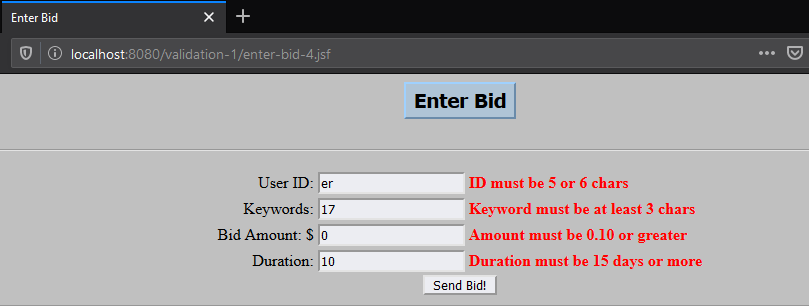 Enter Bid
localhost:8080/validation-1/enter-bid-4.jsf
Enter Bid
User ID: er ID must be 5 or 6 chars
Keywords: 17 Keyword must be at least 3 chars
Bid Amount: $ 0 Amount must be 0.10 or greater
Duration: 10 Duration must be 15 days or more
Send Bid!